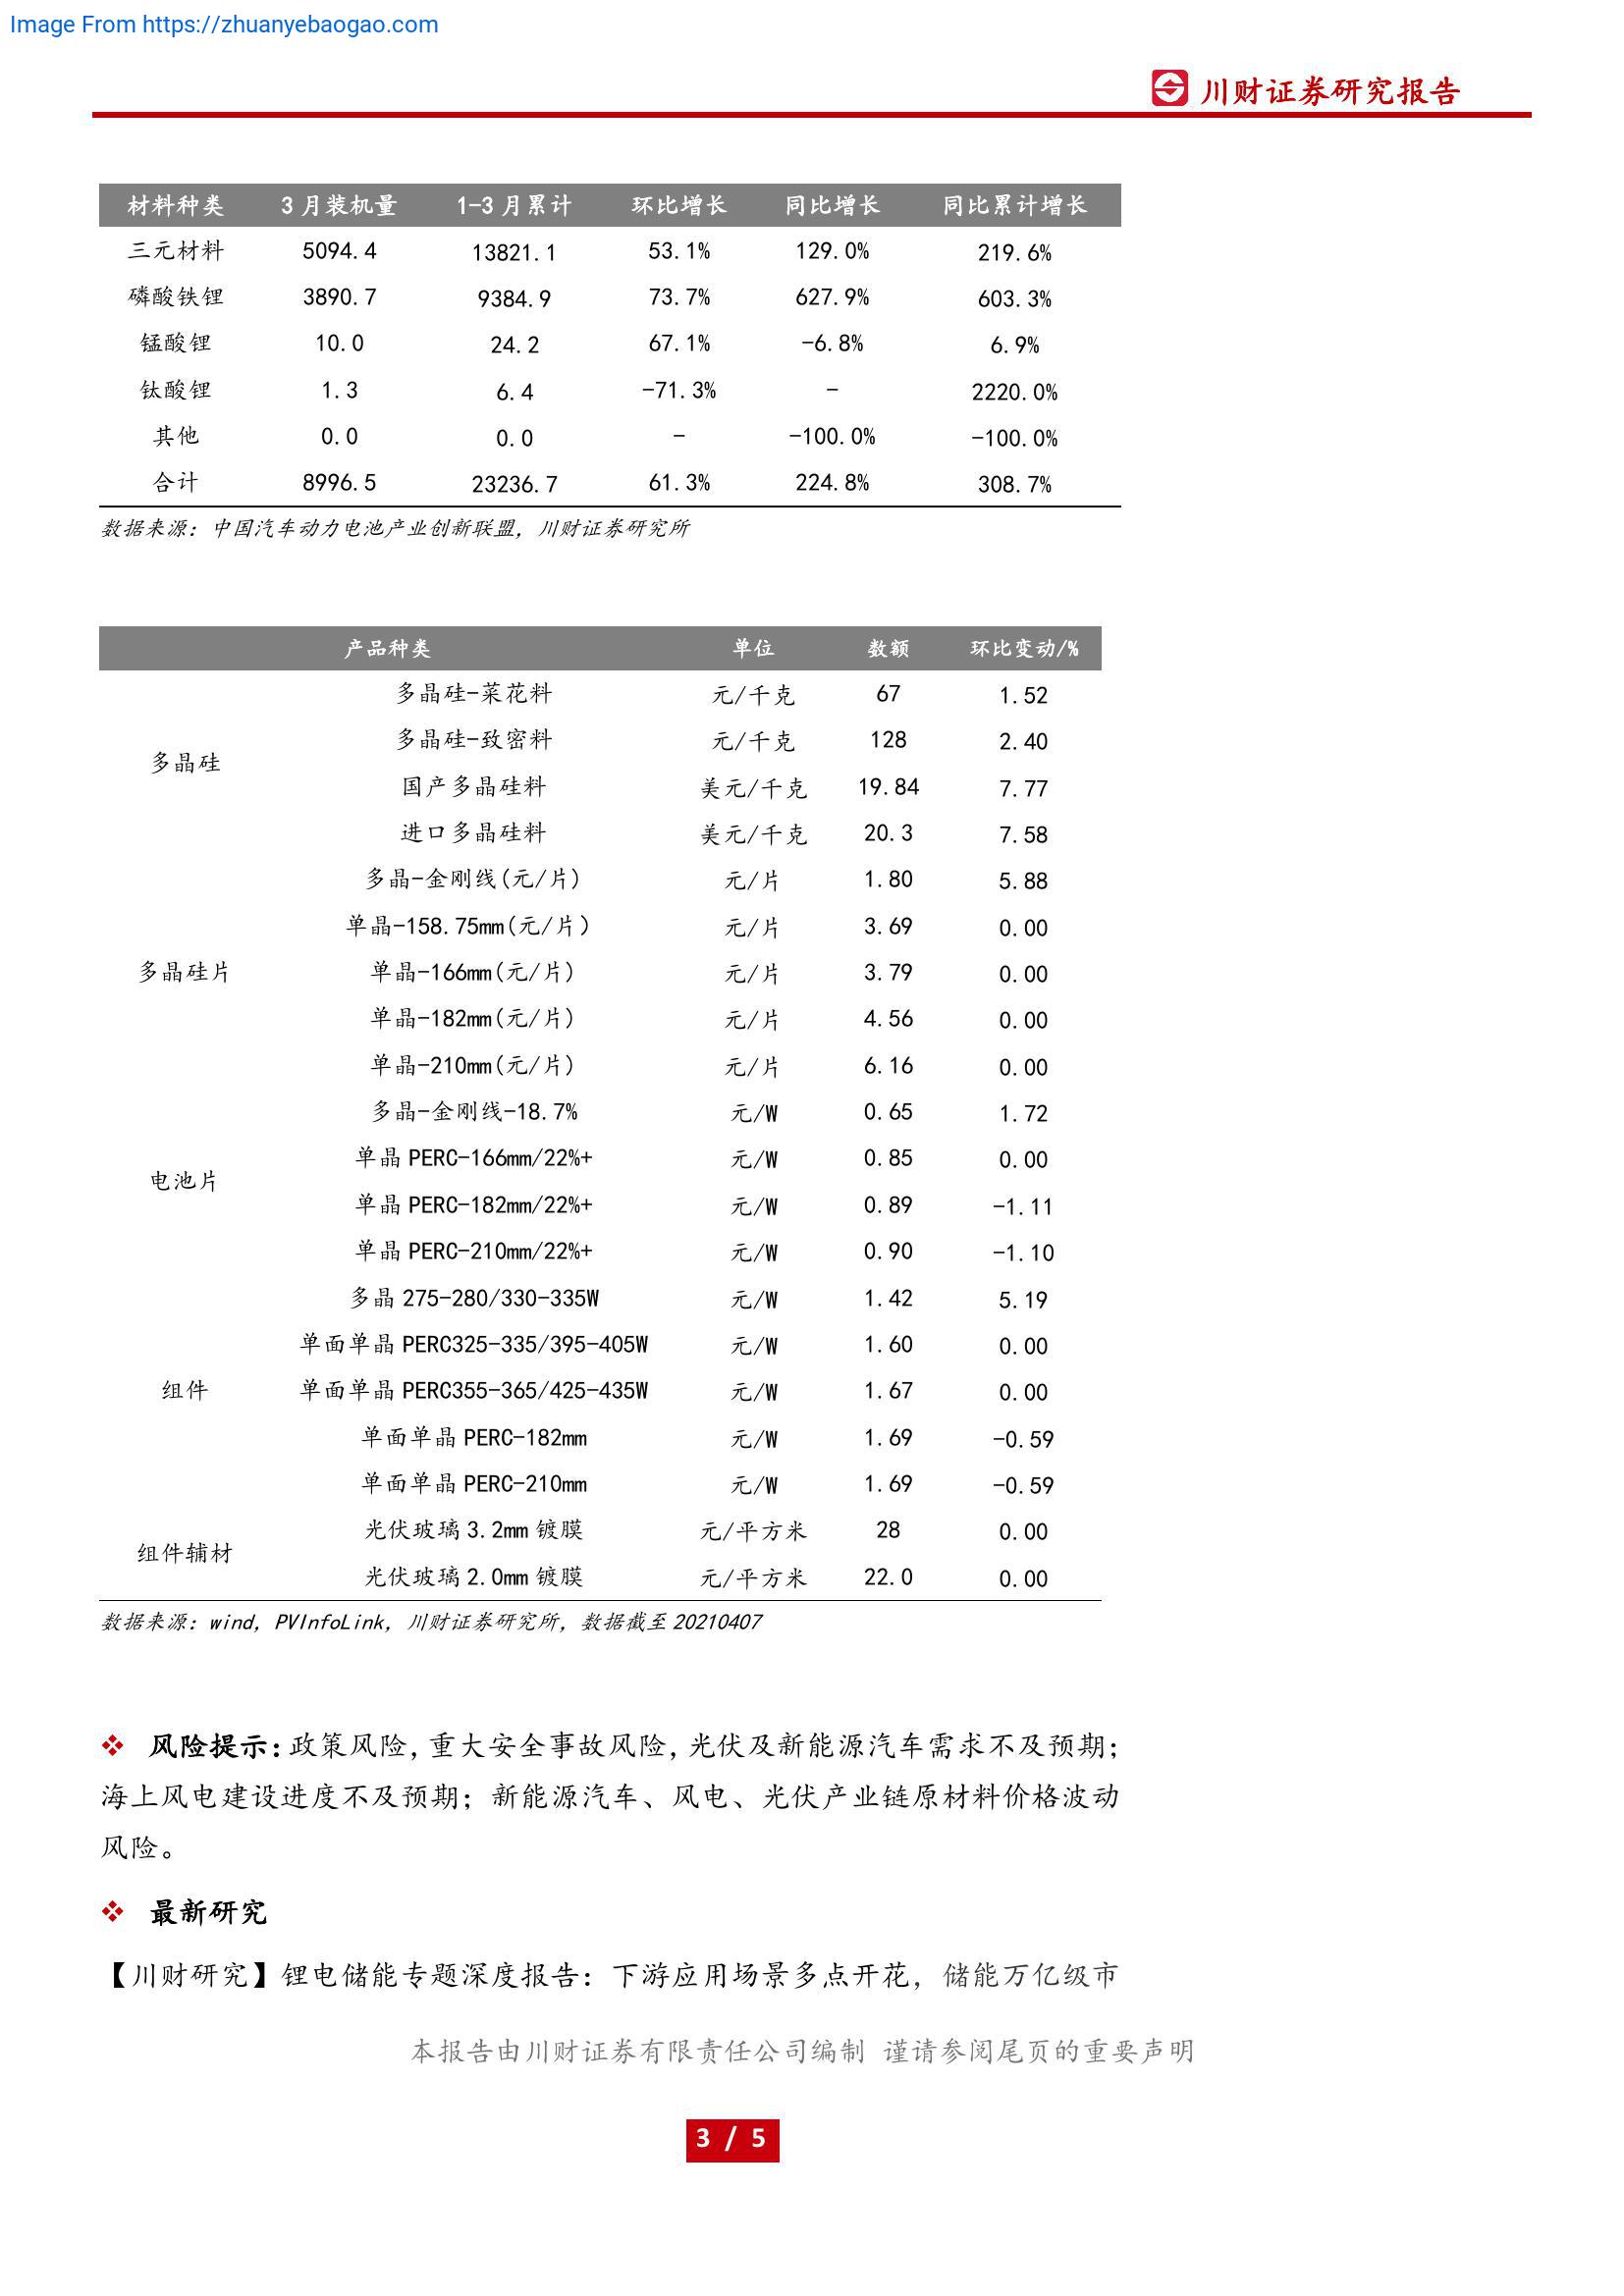 Image From https://zhuanyebaogao.com
川财证券研究报告
材料种类 3月装机量 1-3月累计 环比增长 同比增长 同比累计增长
三元材料 5094.4 13821.1 53.1% 129.0% 219.6%
磷酸铁锂 3890.7 9384.9 73.7% 627.9% 603.3%
锰酸锂 10.0 24.2 67.1% -6.8% 6.9%
钛酸锂 1.3 6.4 -71.3% - 2220.0%
其他 0.0 0.0 - -100.0% -100.0%
合计 8996.5 23236.7 61.3% 224.8% 308.7%
数据来源：中国汽车动力电池产业创新联盟，川财证券研究所
产品种类 单位 数额 环比变动/%
多晶硅-菜花料 元/千克 67 1.52
多晶硅-致密料 元/千克 128 2.40
多晶硅
国产多晶硅料 美元/千克 19.84 7.77
进口多晶硅料 美元/千克 20.3 7.58
多晶-金刚线(元/片) 元/片 1.80 5.88
单晶-158.75mm(元/片) 元/片 3.69 0.00
多晶硅片 单晶-166mm(元/片) 元/片 3.79 0.00
单晶-182mm(元/片) 元/片 4.56 0.00
单晶-210mm(元/片) 元/片 6.16 0.00
多晶-金刚线-18.7% 元/W 0.65 1.72
单晶 PERC-166mm/22%+ 元/W 0.85 0.00
电池片
单晶 PERC-182mm/22%+ 元/W 0.89 -1.11
单晶 PERC-210mm/22%+ 元/W 0.90 -1.10
多晶 275-280/330-335W 元/W 1.42 5.19
单面单晶 PERC325-335/395-405W 元/W 1.60 0.00
组件 单面单晶 PERC355-365/425-435W 元/W 1.67 0.00
单面单晶 PERC-182mm 元/W 1.69 -0.59
单面单晶 PERC-210mm 元/W 1.69 -0.59
光伏玻璃 3.2mm 镀膜 元/平方米 28 0.00
组件辅材
光伏玻璃 2.0mm 镀膜 元/平方米 22.0 0.00
数据来源：wind，PVInfoLink，川财证券研究所，数据截至 20210407
❖ 风险提示：政策风险，重大安全事故风险，光伏及新能源汽车需求不及预期；
海上风电建设进度不及预期；新能源汽车、风电、光伏产业链原材料价格波动
风险。
❖ 最新研究
【川财研究】锂电储能专题深度报告：下游应用场景多点开花，储能万亿级市
本报告由川财证券有限责任公司编制 谨请参阅尾页的重要声明
3 / 5